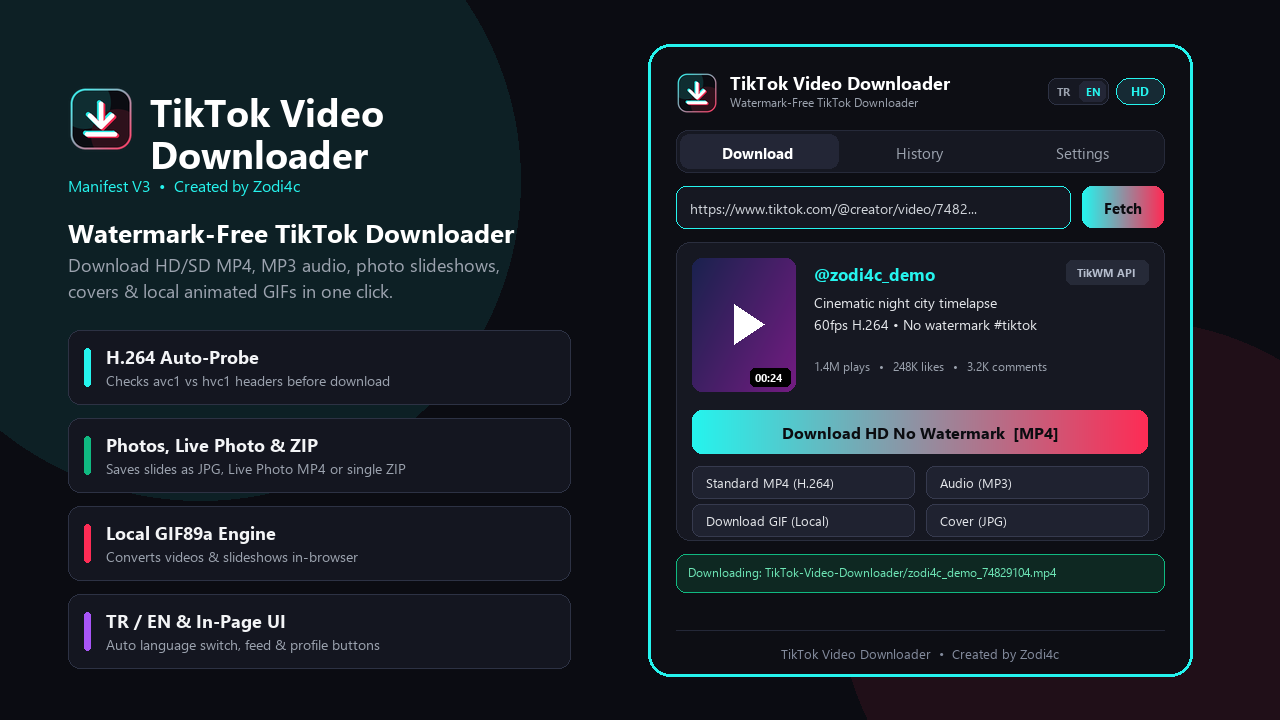 TikTok Video
Downloader
Manifest V3 • Created by Zodi4c
Watermark-Free TikTok Downloader
Download HD/SD MP4, MP3 audio, photo slideshows,
covers & local animated GIFs in one click.
H.264 Auto-Probe
Checks avc1 vs hvc1 headers before download
Photos, Live Photo & ZIP
Saves slides as JPG, Live Photo MP4 or single ZIP
Local GIF89a Engine
Converts videos & slideshows in-browser
TR / EN & In-Page UI
Auto language switch, feed & profile buttons
TikTok Video Downloader
Watermark-Free TikTok Downloader
TR EN HD
Download History Settings
https://www.tiktok.com/@creator/video/7482... Fetch
@zodi4c_demo TikWM API
Cinematic night city timelapse
60fps H.264 • No watermark #tiktok
1.4M plays • 248K likes • 3.2K comments
00:24
Download HD No Watermark [MP4]
Standard MP4 (H.264) Audio (MP3)
Download GIF (Local) Cover (JPG)
Downloading: TikTok-Video-Downloader/zodi4c_demo_74829104.mp4
TikTok Video Downloader • Created by Zodi4c